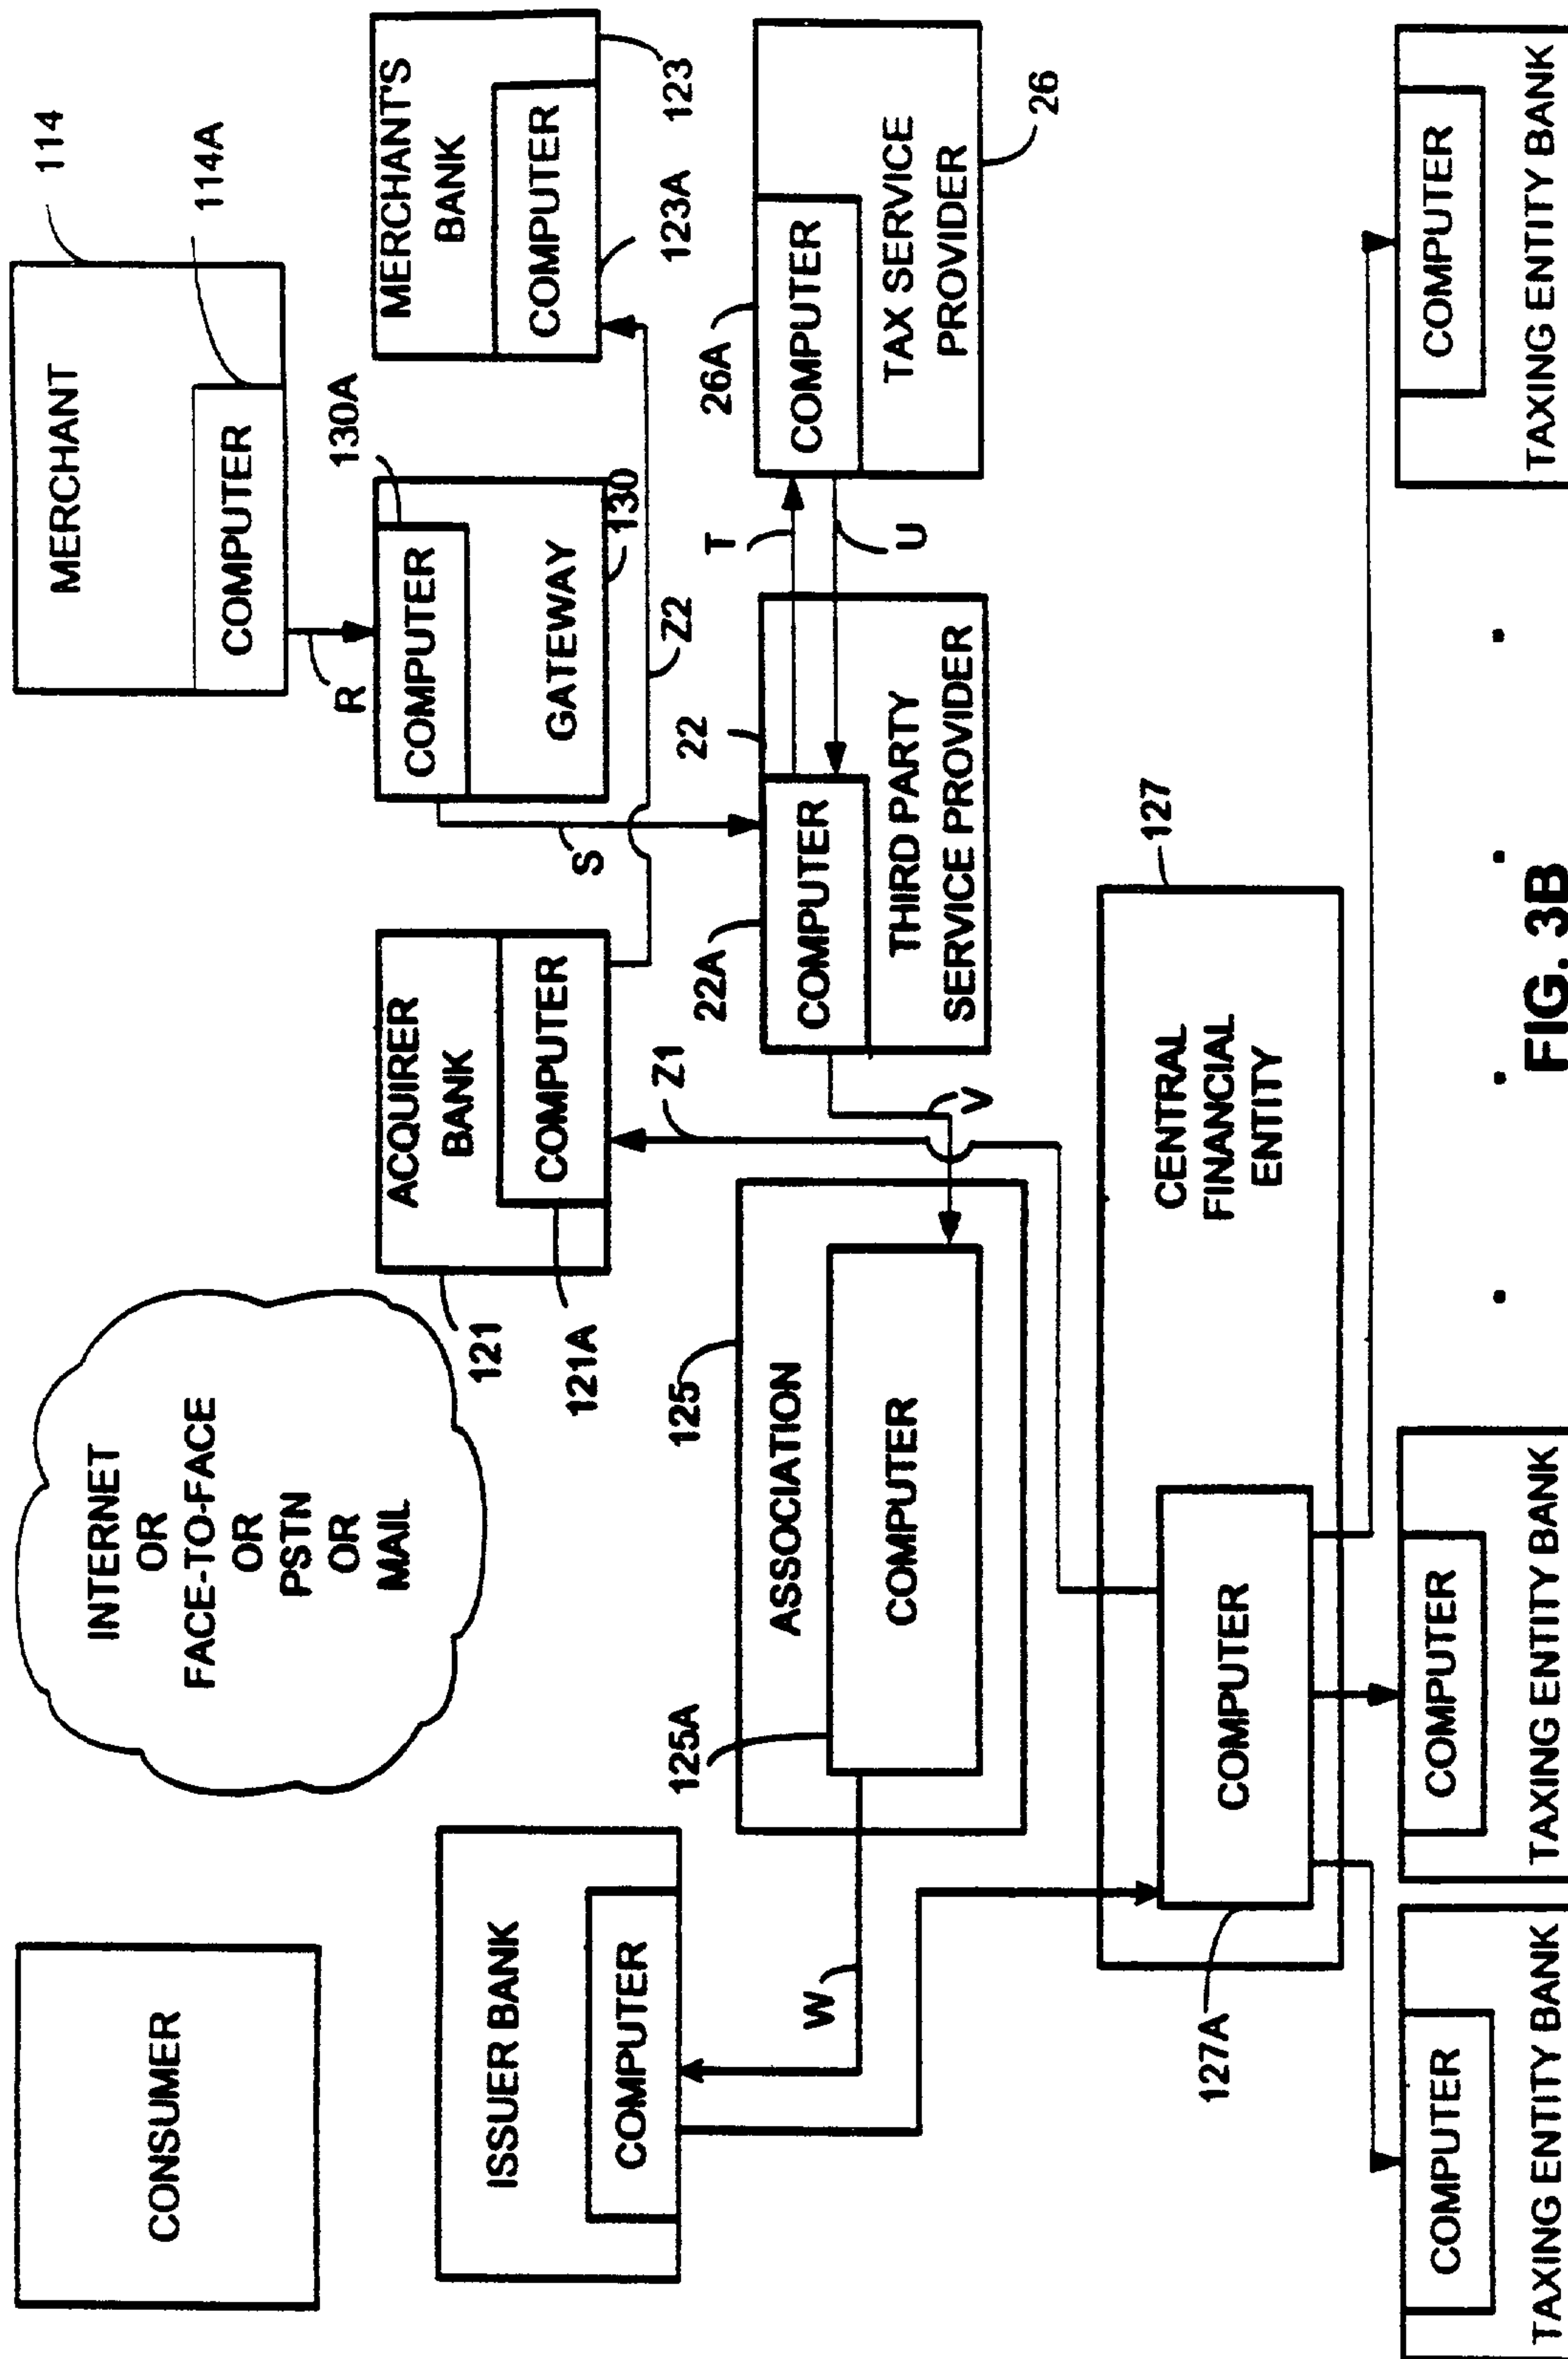 CONSUMER
INTERNET
OR
FACE-TO-FACE
OR
PSTN
OR
MAIL
MERCHANT
COMPUTER
114
114A
R
ISSUER BANK
COMPUTER
121
121A
ACQUIRER
BANK
COMPUTER
COMPUTER
GATEWAY
130A
130
MERCHANT'S
BANK
COMPUTER
123A
123
Z2
S
W
125A
ASSOCIATION
125
COMPUTER
Z1
V
22A
22
COMPUTER
THIRD PARTY
SERVICE PROVIDER
T
U
26A
COMPUTER
TAX SERVICE
PROVIDER
26
127A
COMPUTER
CENTRAL
FINANCIAL
ENTITY
127
COMPUTER
TAXING ENTITY BANK
COMPUTER
TAXING ENTITY BANK
COMPUTER
TAXING ENTITY BANK
FIG. 3B